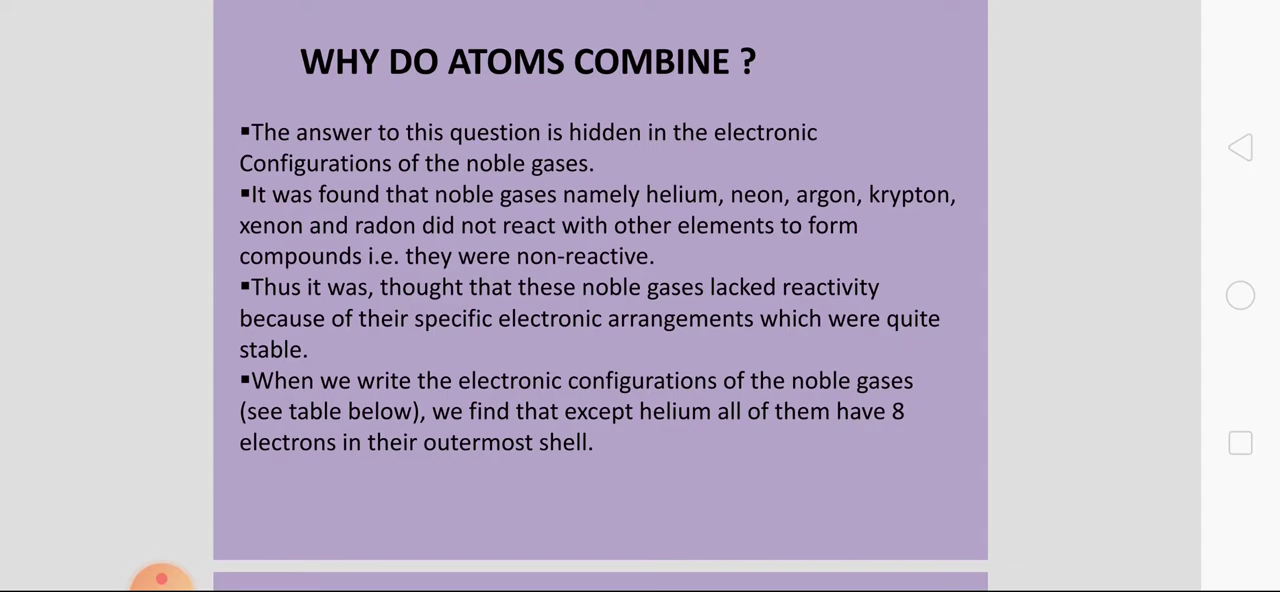 WHY DO ATOMS COMBINE ?
▪The answer to this question is hidden in the electronic
Configurations of the noble gases.
▪It was found that noble gases namely helium, neon, argon, krypton,
xenon and radon did not react with other elements to form
compounds i.e. they were non-reactive.
▪Thus it was, thought that these noble gases lacked reactivity
because of their specific electronic arrangements which were quite
stable.
▪When we write the electronic configurations of the noble gases
(see table below), we find that except helium all of them have 8
electrons in their outermost shell.